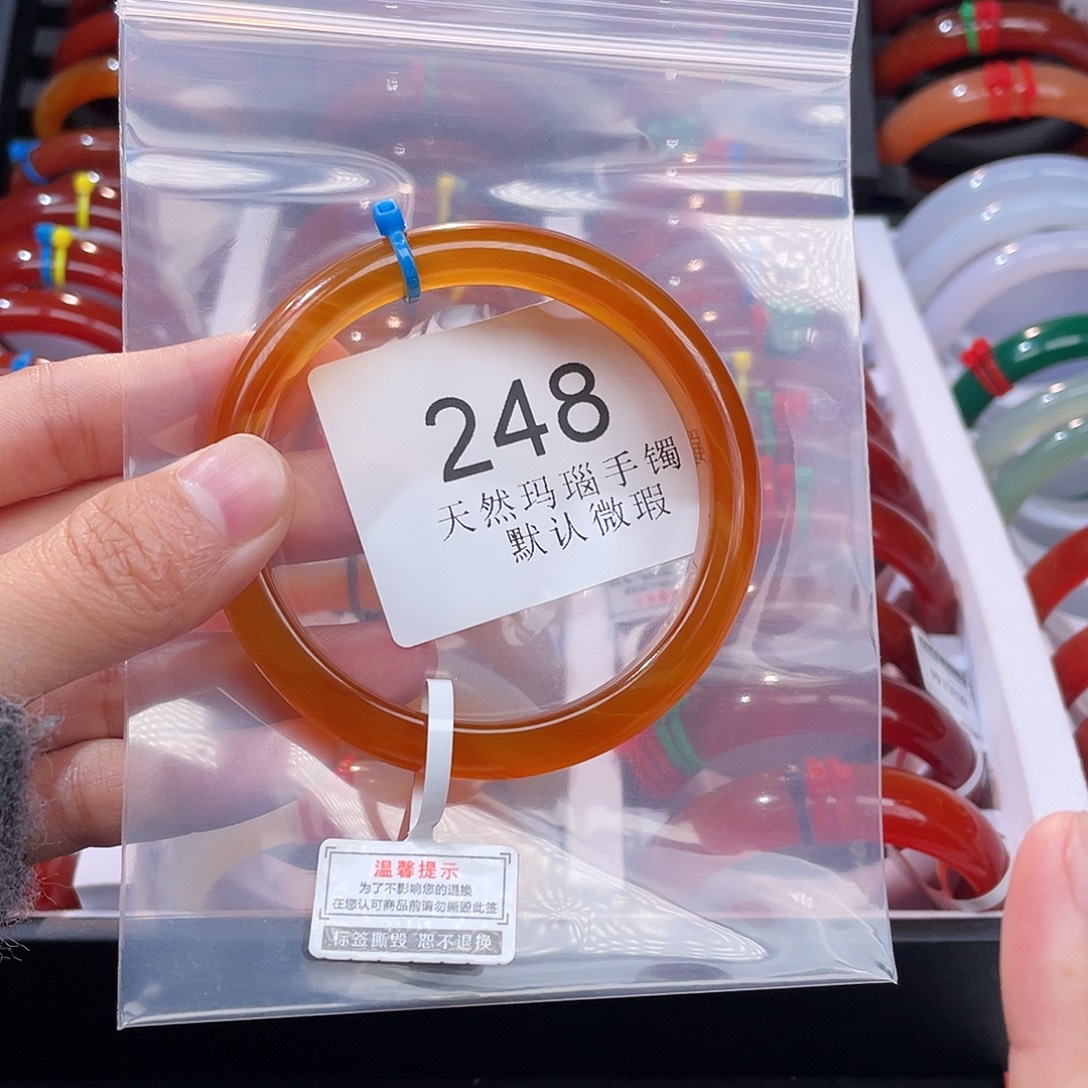 248
天然玛瑙手镯
默认微瑕
温馨提示
为了不影响您的退换
在您认可商品前请勿撕毁此签
标签撕毁 恕不退换